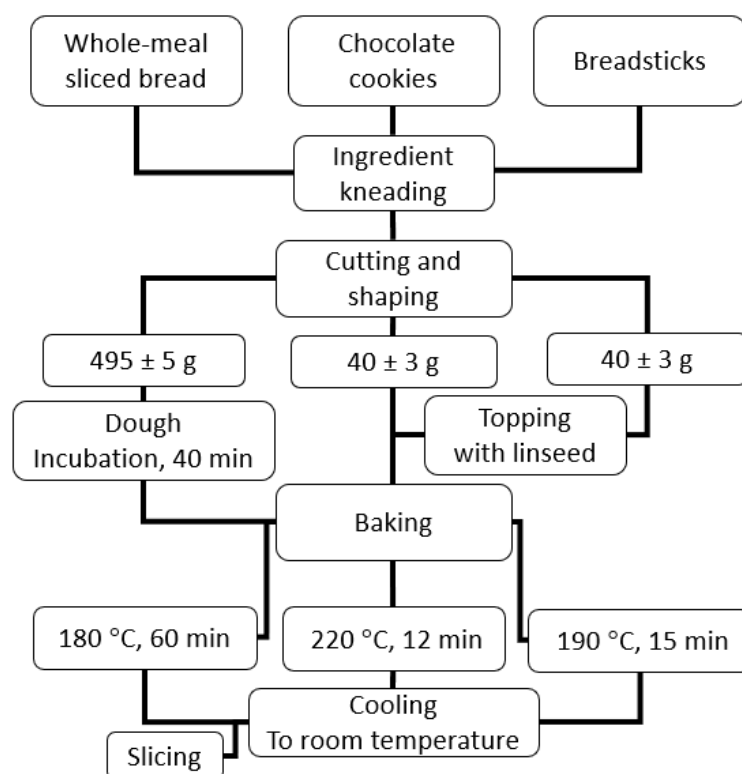 Whole-meal
sliced bread
Chocolate
cookies
Breadsticks
Ingredient
kneading
Cutting and
shaping
495 ± 5 g
40 ± 3 g
40 ± 3 g
Dough
Incubation, 40 min
Topping
with linseed
Baking
180 °C, 60 min
220 °C, 12 min
190 °C, 15 min
Cooling
To room temperature
Slicing